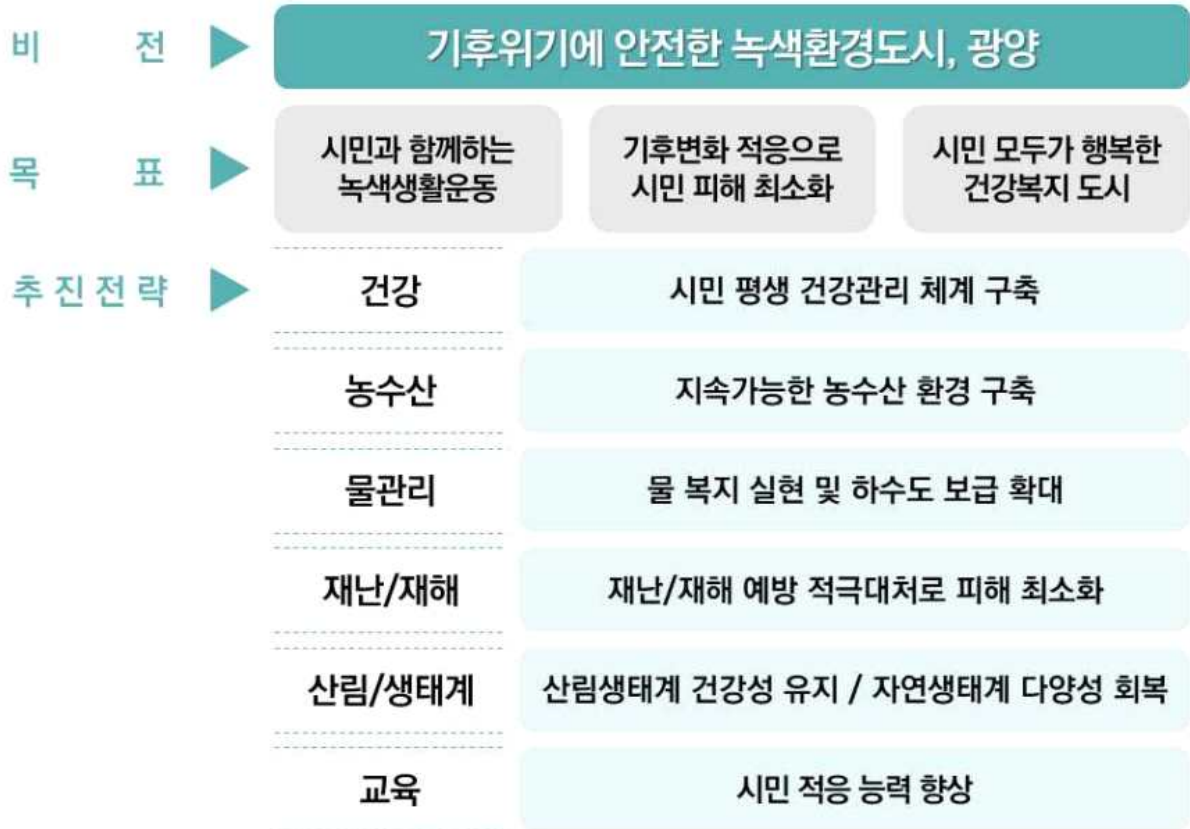 비 전 기후위기에 안전한 녹색환경도시, 광양
목 표
시민과 함께하는
녹색생활운동
기후변화 적응으로
시민 피해 최소화
시민 모두가 행복한
건강복지 도시
추진전략
건강 시민 평생 건강관리 체계 구축
농수산 지속가능한 농수산 환경 구축
물관리 물 복지 실현 및 하수도 보급 확대
재난/재해 재난/재해 예방 적극대처로 피해 최소화
산림/생태계 산림생태계 건강성 유지 / 자연생태계 다양성 회복
교육 시민 적응 능력 향상